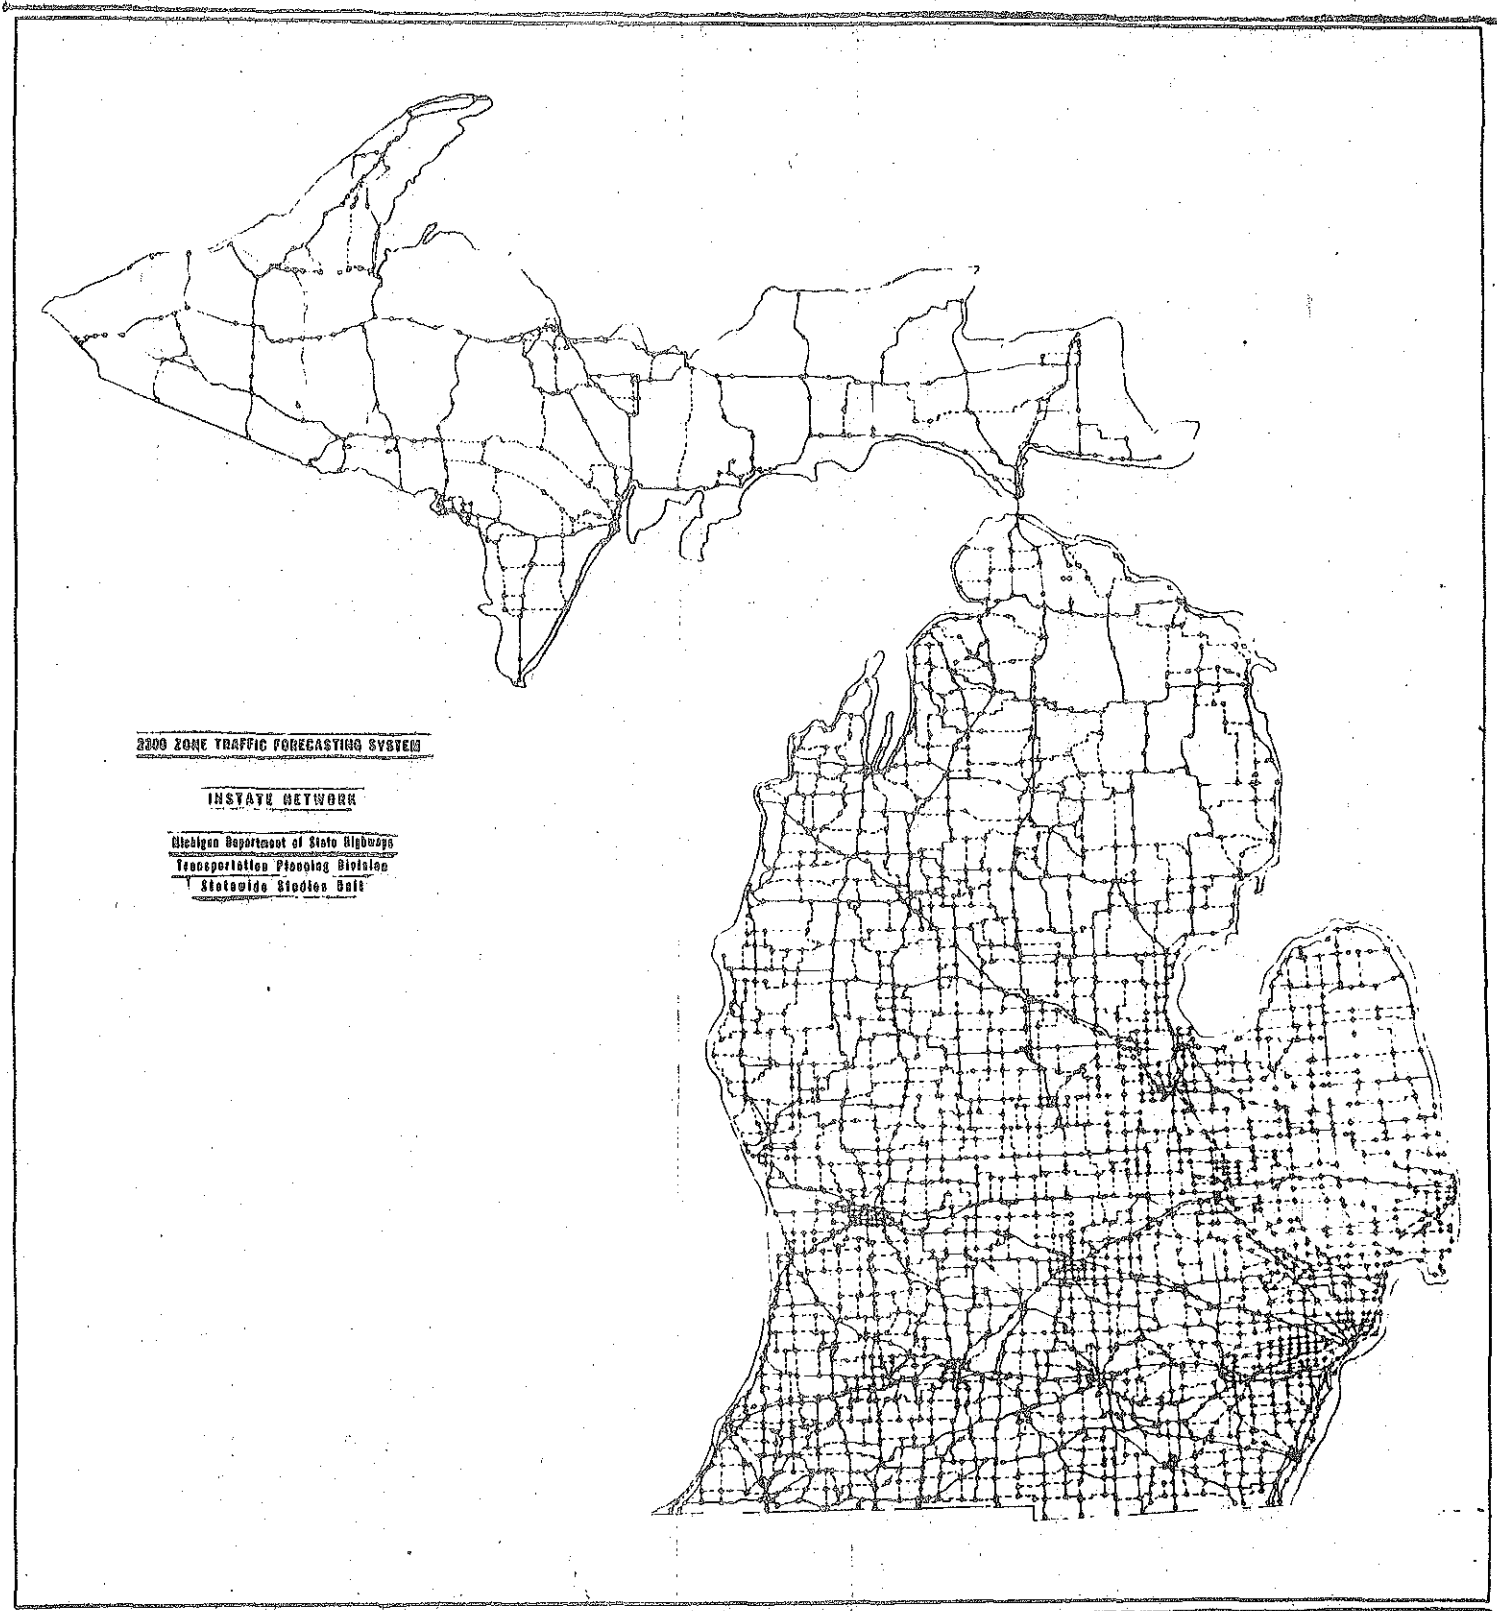 2300 ZONE TRAFFIC FORECASTING SYSTEM
INSTATE NETWORK
Michigan Department of State Highways
Transportation Planning Division
Statewide Studies Unit